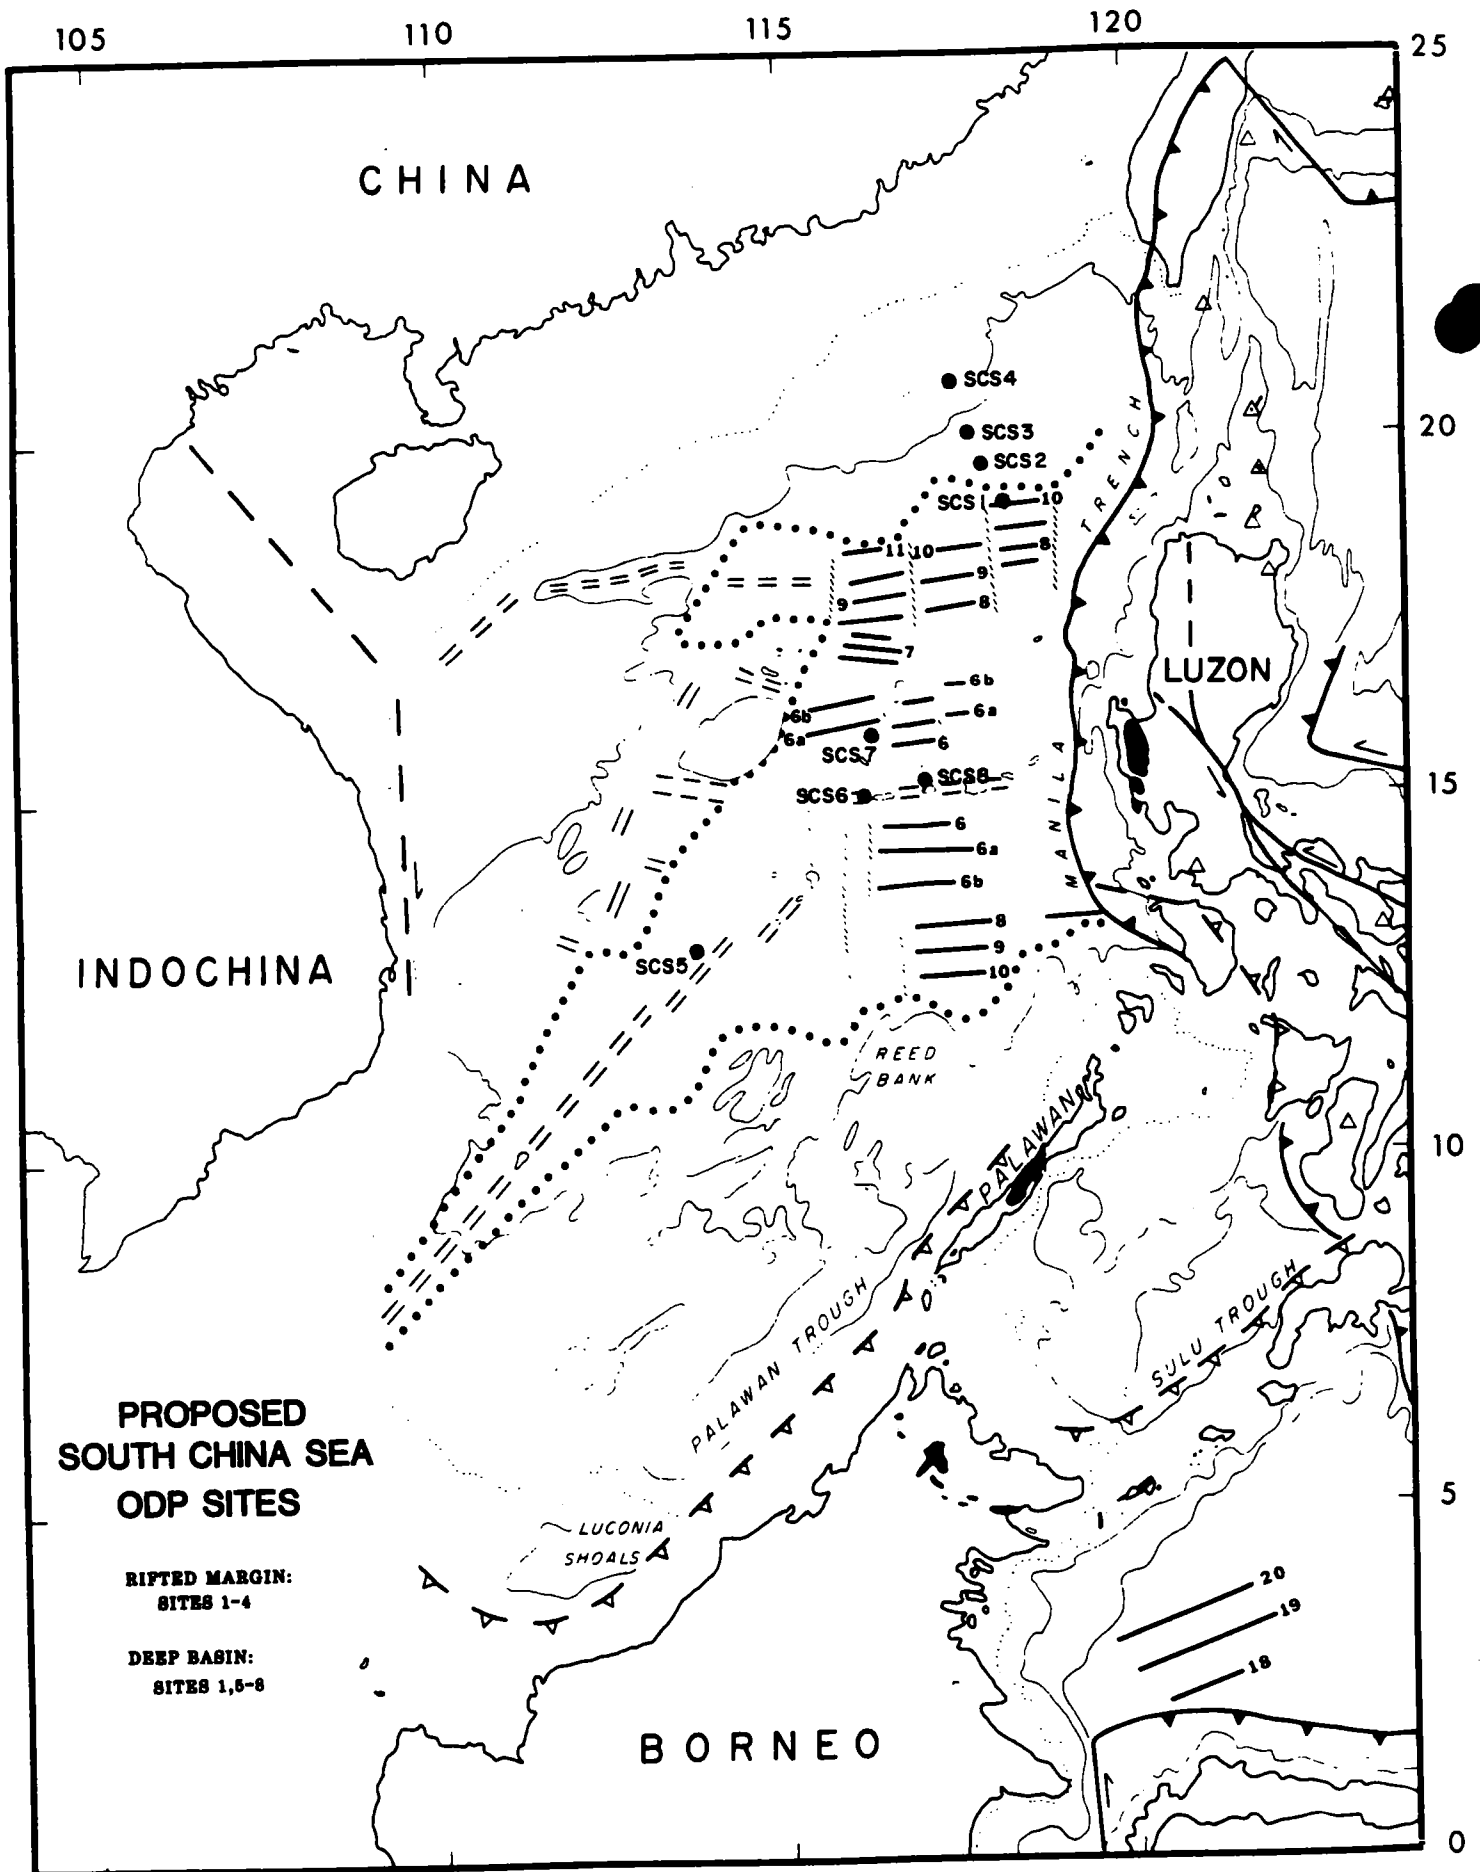 105 110 115 120
25
CHINA
SCS4
SCS3
20
SCS2
SCS1 10
TRENCH
11 10 8
9
9 8
7
LUZON
6b
6b 6a
6a 6
SCS7
SCS8
15
SCS6
MANILA
6
6a
6b
8
9
10
SCS5
INDOCHINA
REED
BANK
PALAWAN
10
PALAWAN TROUGH
SULU TROUGH
PROPOSED
SOUTH CHINA SEA
ODP SITES
5
LUCONIA
SHOALS
RIFTED MARGIN:
SITES 1-4
20
19
18
DEEP BASIN:
SITES 1,5-8
BORNEO
0